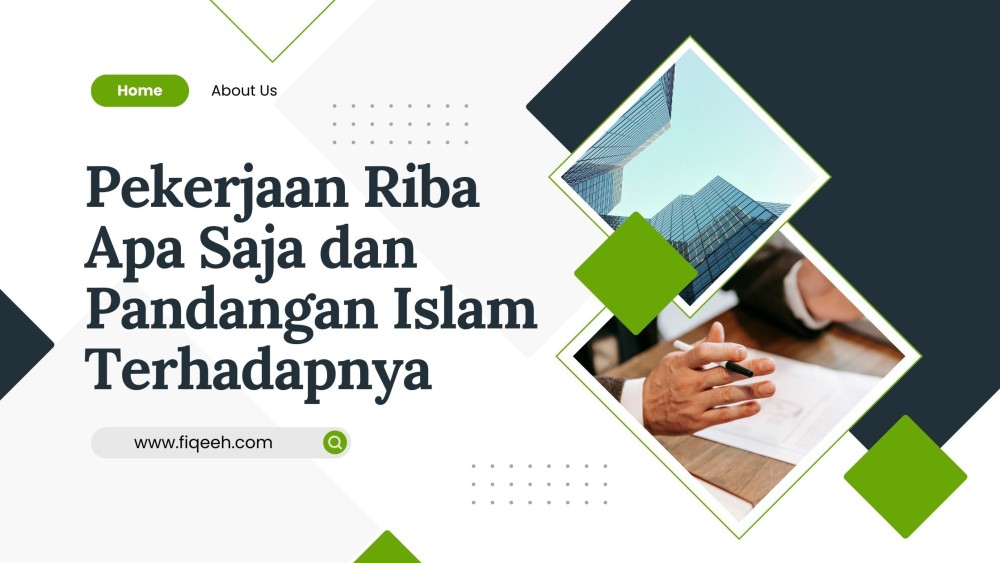 Home About Us
Pekerjaan Riba
Apa Saja dan
Pandangan Islam
Terhadapnya
www.fiqeeh.com